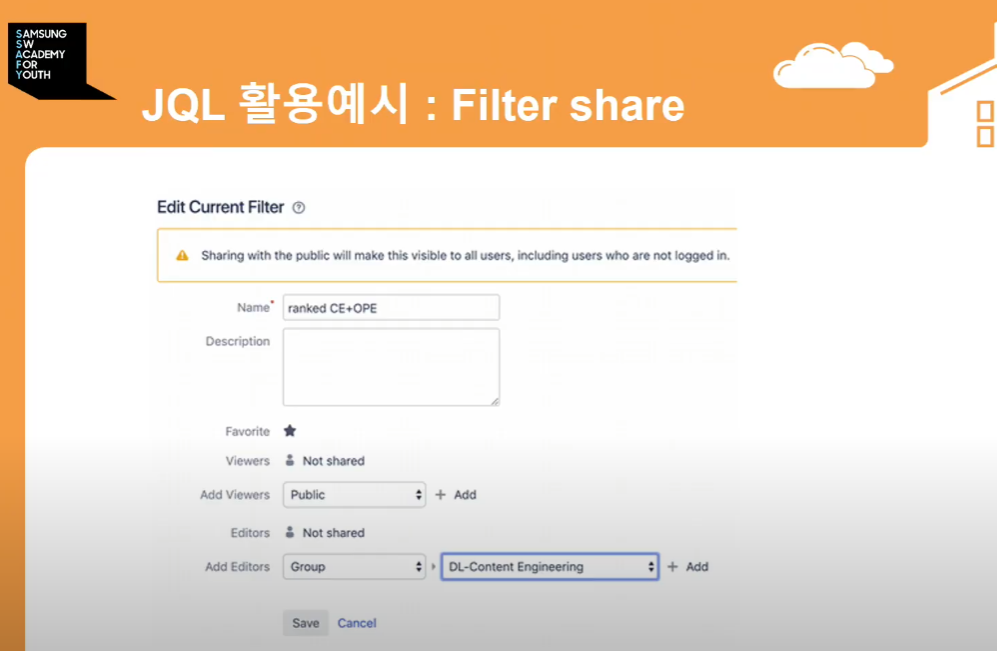 SAMSUNG
SW
ACADEMY
FOR
YOUTH
JQL 활용예시 : Filter share
Edit Current Filter ?
Sharing with the public will make this visible to all users, including users who are not logged in.
Name* ranked CE+OPE
Description
Favorite
Viewers Not shared
Add Viewers Public + Add
Editors Not shared
Add Editors Group DL-Content Engineering + Add
Save Cancel